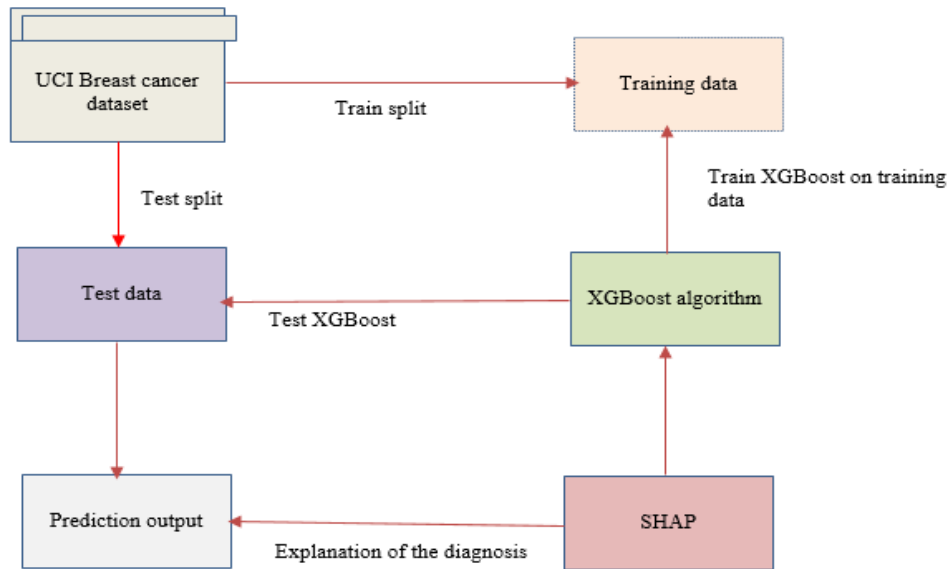 UCI Breast cancer
dataset
Training data
Train split
Train XGBoost on training
data
Test split
Test data
XGBoost algorithm
Test XGBoost
Prediction output
SHAP
Explanation of the diagnosis